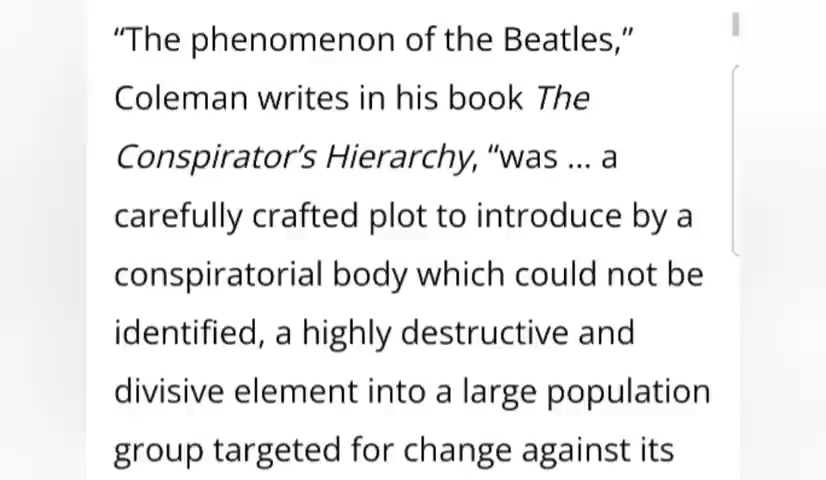 “The phenomenon of the Beatles,”
Coleman writes in his book The
Conspirator’s Hierarchy, “was ... a
carefully crafted plot to introduce by a
conspiratorial body which could not be
identified, a highly destructive and
divisive element into a large population
group targeted for change against its